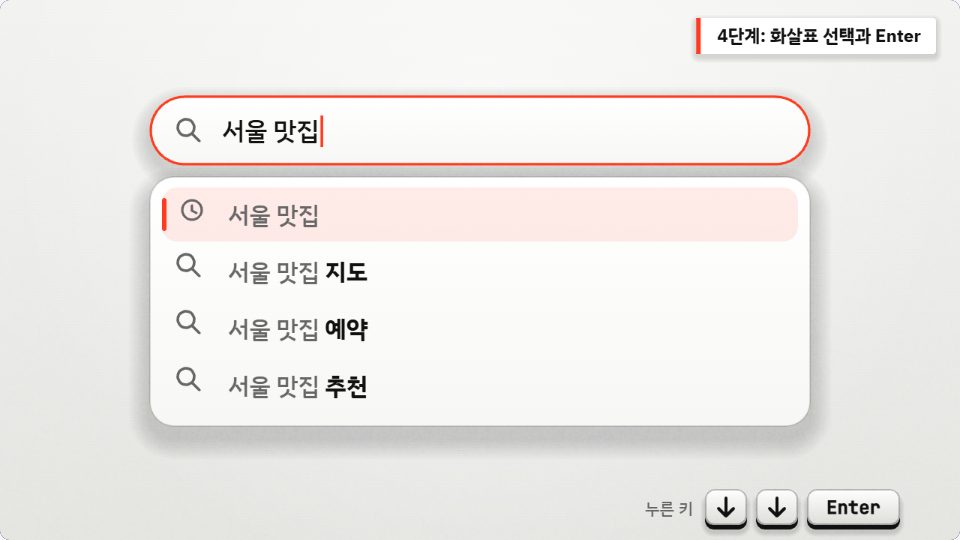 4단계: 화살표 선택과 Enter
서울 맛집
서울 맛집
서울 맛집 지도
서울 맛집 예약
서울 맛집 추천
누른 키 ↓ ↓ Enter